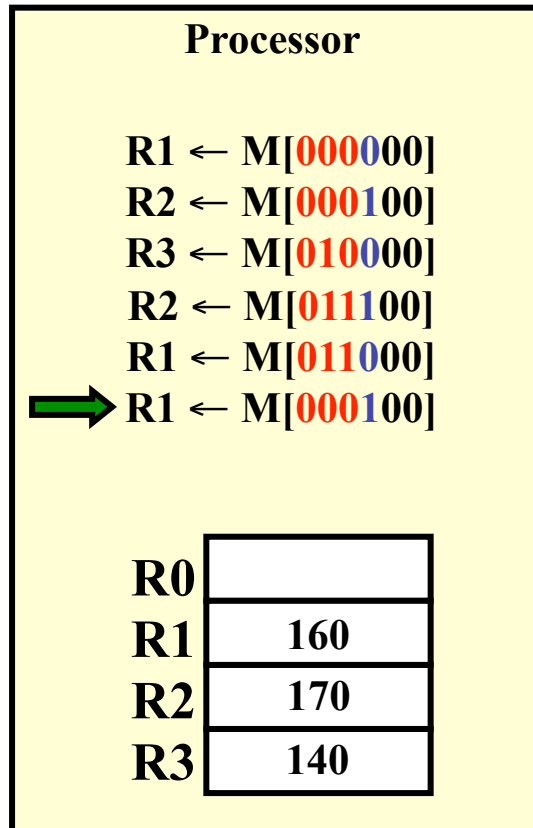 Processor
R1 ← M[000000]
R2 ← M[000100]
R3 ← M[010000]
R2 ← M[011100]
R1 ← M[011000]
R1 ← M[000100]
R0
R1 160
R2 170
R3 140